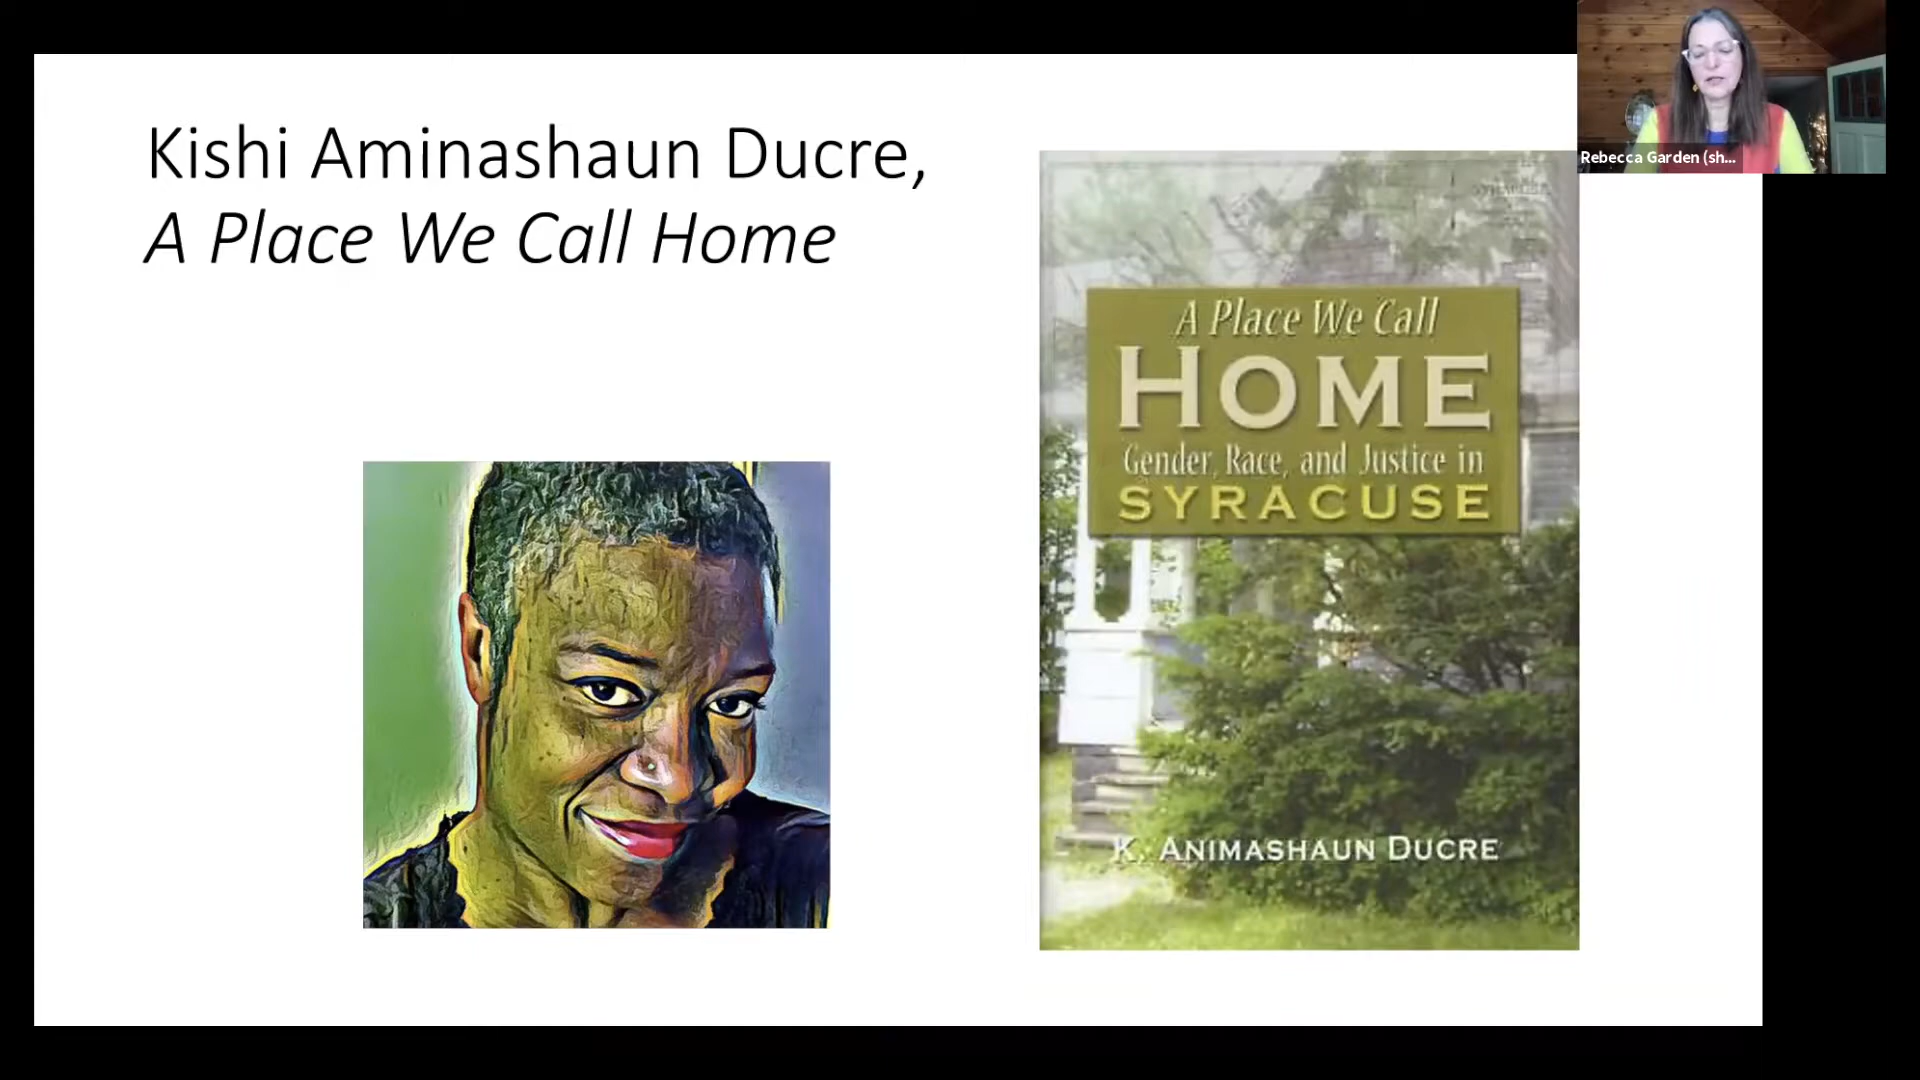 Kishi Aminashaun Ducre,
A Place We Call Home
Rebecca Garden (sh...
A Place We Call
HOME
Gender, Race, and Justice in
SYRACUSE
K. ANIMASHAUN DUCRE